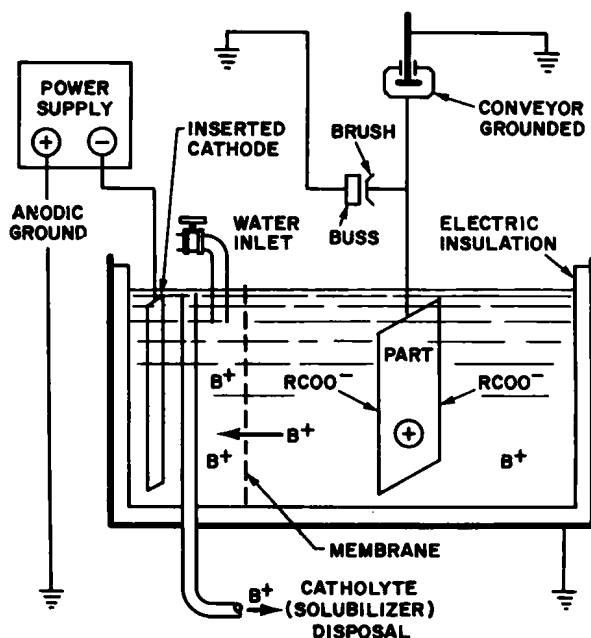 POWER
SUPPLY
+
−
INSERTED
CATHODE
BRUSH
CONVEYOR
GROUNDED
ANODIC
GROUND
WATER
INLET
BUSS
ELECTRIC
INSULATION
PART
B+
RCOO−
RCOO−
B+
B+
+
B+
MEMBRANE
B+
CATHOLYTE
(SOLUBILIZER)
DISPOSAL